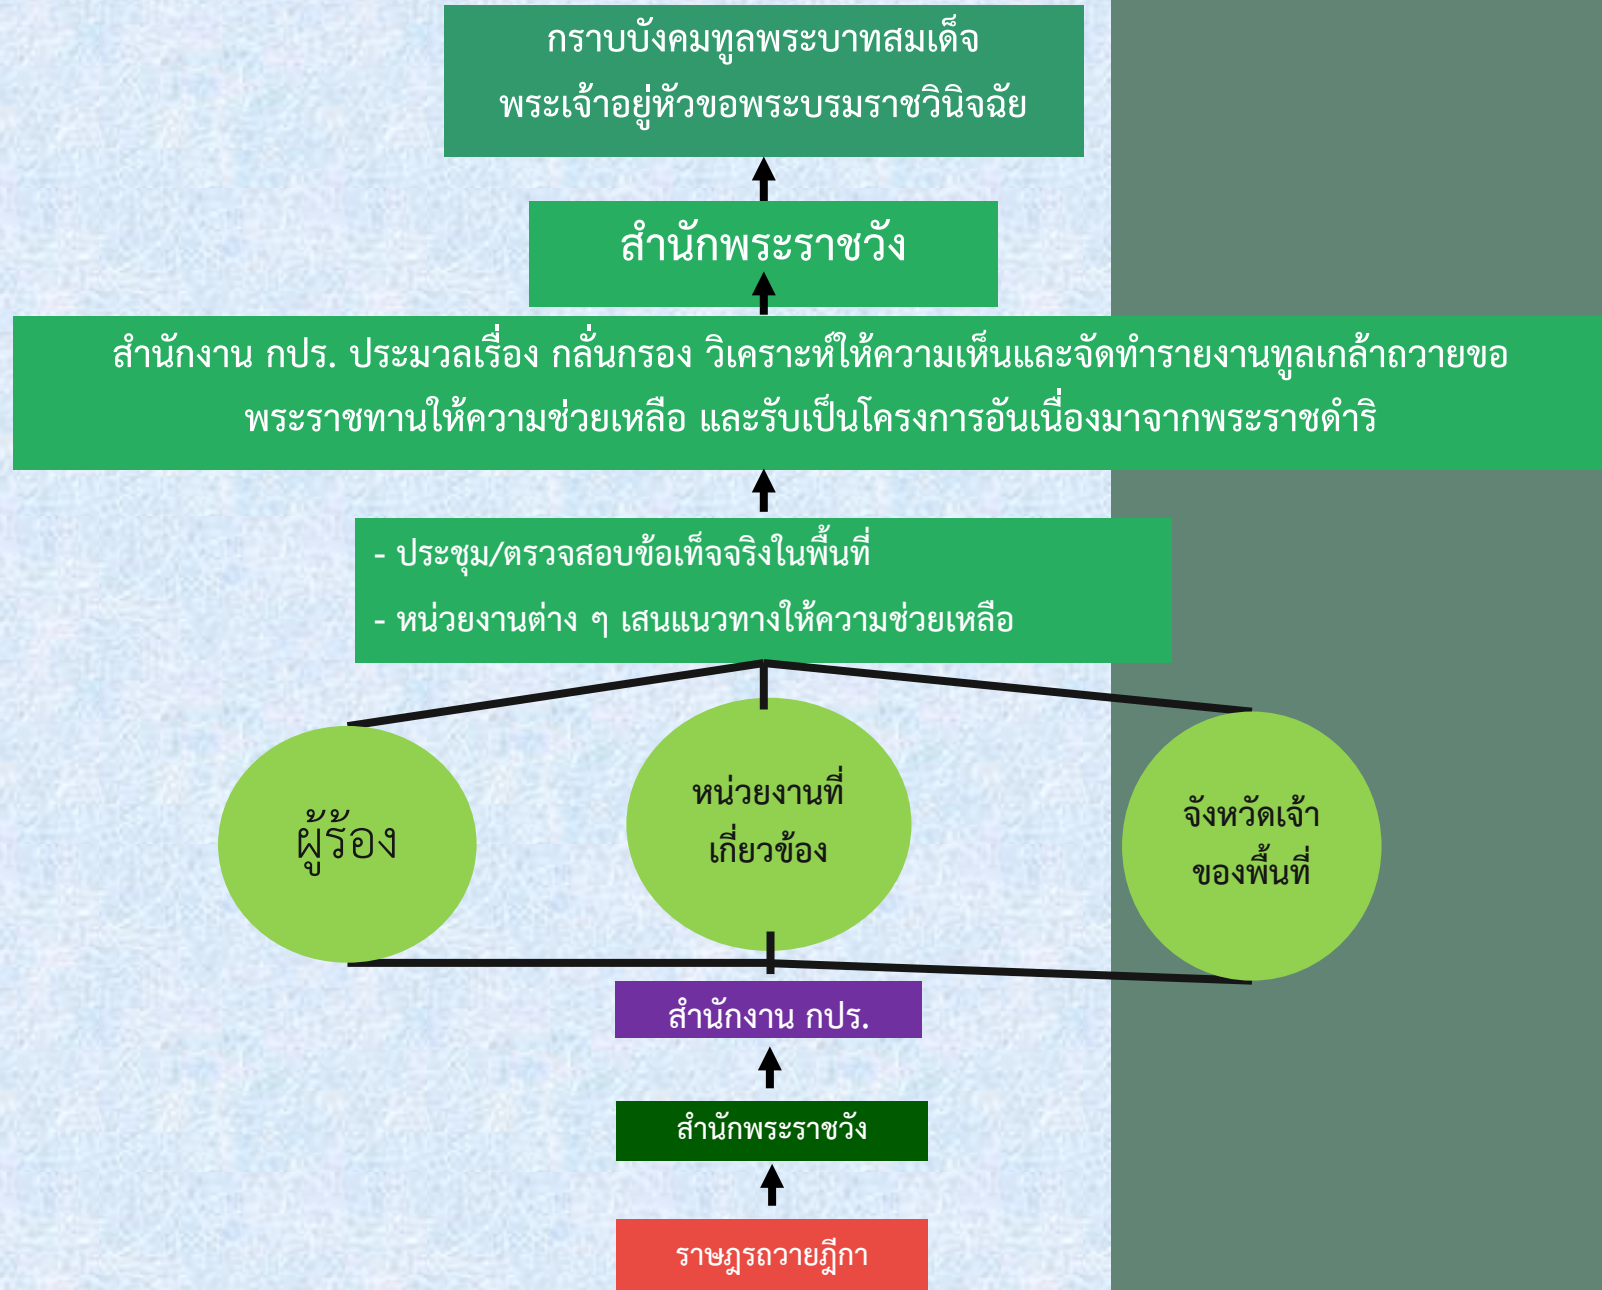 กราบบังคมทูลพระบาทสมเด็จ
พระเจ้าอยู่หัวขอพระบรมราชวินิจฉัย
สำนักพระราชวัง
สำนักงาน กปร. ประมวลเรื่อง กลั่นกรอง วิเคราะห์ให้ความเห็นและจัดทำรายงานทูลเกล้าถวายขอ
พระราชทานให้ความช่วยเหลือ และรับเป็นโครงการอันเนื่องมาจากพระราชดำริ
- ประชุม/ตรวจสอบข้อเท็จจริงในพื้นที่
- หน่วยงานต่าง ๆ เสนแนวทางให้ความช่วยเหลือ
ผู้ร้อง
หน่วยงานที่
เกี่ยวข้อง
จังหวัดเจ้า
ของพื้นที่
สำนักงาน กปร.
สำนักพระราชวัง
ราษฎรถวายฎีกา